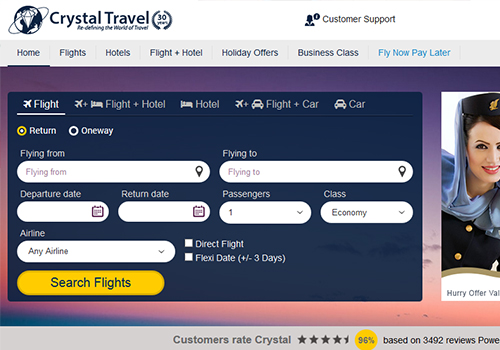 Crystal Travel
30 years
Re-defining the World of Travel
Customer Support
Home Flights Hotels Flight + Hotel Holiday Offers Business Class Fly Now Pay Later
Flight + Flight + Hotel Hotel + Flight + Car Car
Return Oneway
Flying from Flying to
Flying from Flying to
Departure date Return date Passengers Class
1 Economy
Airline
Any Airline
Direct Flight
Flexi Date (+/- 3 Days)
Search Flights
Hurry Offer Val
Customers rate Crystal 96% based on 3492 reviews Powe